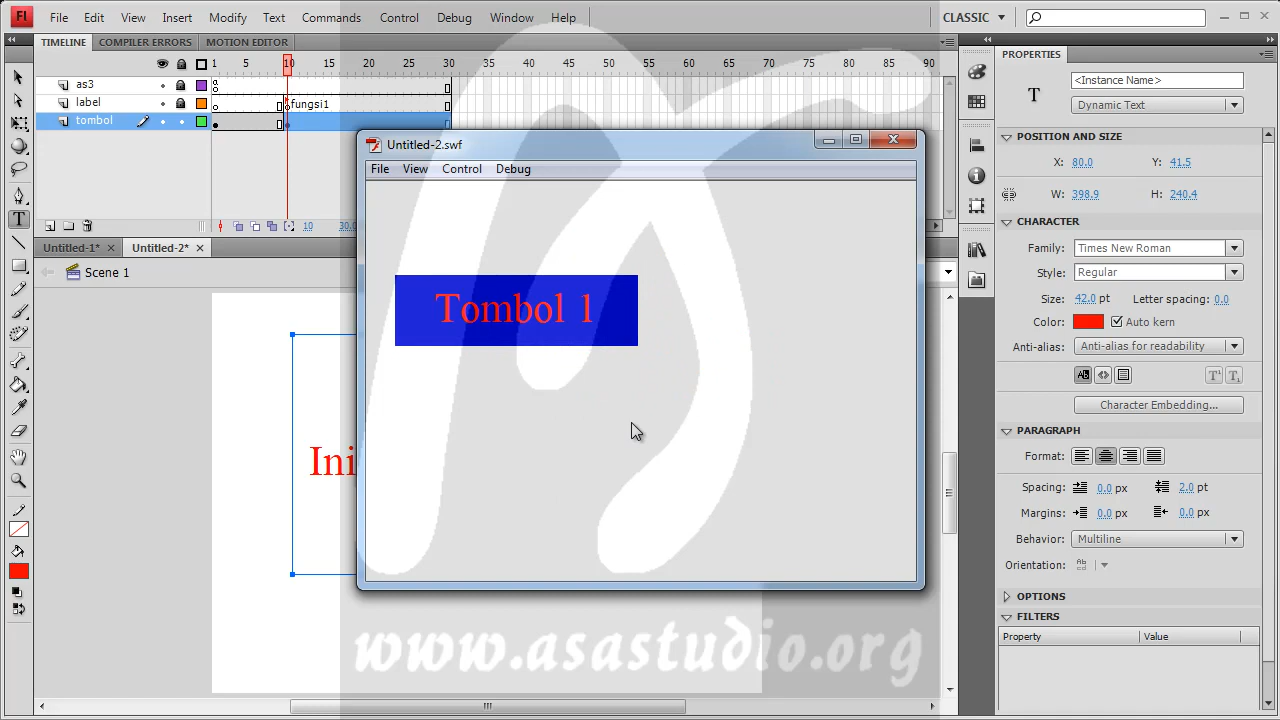 Fl File Edit View Insert Modify Text Commands Control Debug Window Help CLASSIC
TIMELINE COMPILER ERRORS MOTION EDITOR
PROPERTIES
1 5 10 15 20 25 30 35 40 45 50 55 60 65 70 75 80 85 90
as3
label
fungsi1
tombol
10
30.0
<Instance Name>
T
Dynamic Text
POSITION AND SIZE
X: 80.0 Y: 41.5
W: 398.9 H: 240.4
CHARACTER
Family: Times New Roman
Style: Regular
Size: 42.0 pt Letter spacing: 0.0
Color: Auto kern
Anti-alias: Anti-alias for readability
Character Embedding...
PARAGRAPH
Format:
Spacing: 0.0 px 2.0 pt
Margins: 0.0 px 0.0 px
Behavior: Multiline
Orientation:
OPTIONS
FILTERS
Property Value
Untitled-1* Untitled-2*
Scene 1
Ini
Untitled-2.swf
File View Control Debug
Tombol 1
www.asastudio.org